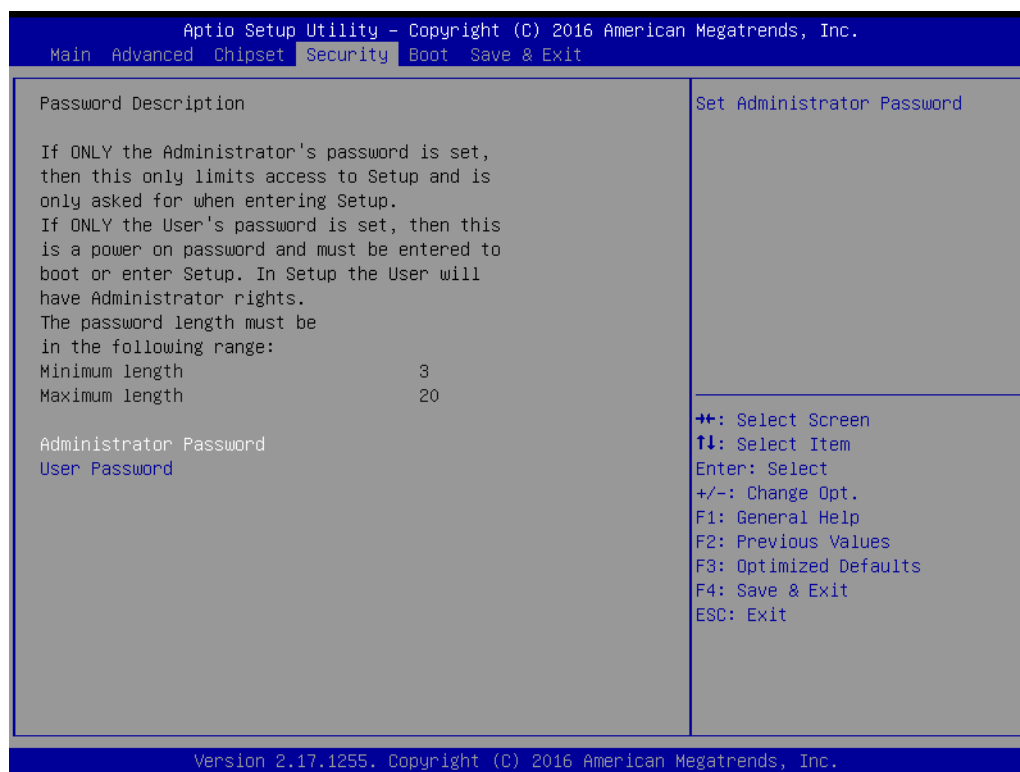 Aptio Setup Utility – Copyright (C) 2016 American Megatrends, Inc.
Main Advanced Chipset Security Boot Save & Exit
Password Description
If ONLY the Administrator's password is set,
then this only limits access to Setup and is
only asked for when entering Setup.
If ONLY the User's password is set, then this
is a power on password and must be entered to
boot or enter Setup. In Setup the User will
have Administrator rights.
The password length must be
in the following range:
Minimum length 3
Maximum length 20
Administrator Password
User Password
Set Administrator Password
→←: Select Screen
↑↓: Select Item
Enter: Select
+/-: Change Opt.
F1: General Help
F2: Previous Values
F3: Optimized Defaults
F4: Save & Exit
ESC: Exit
Version 2.17.1255. Copyright (C) 2016 American Megatrends, Inc.